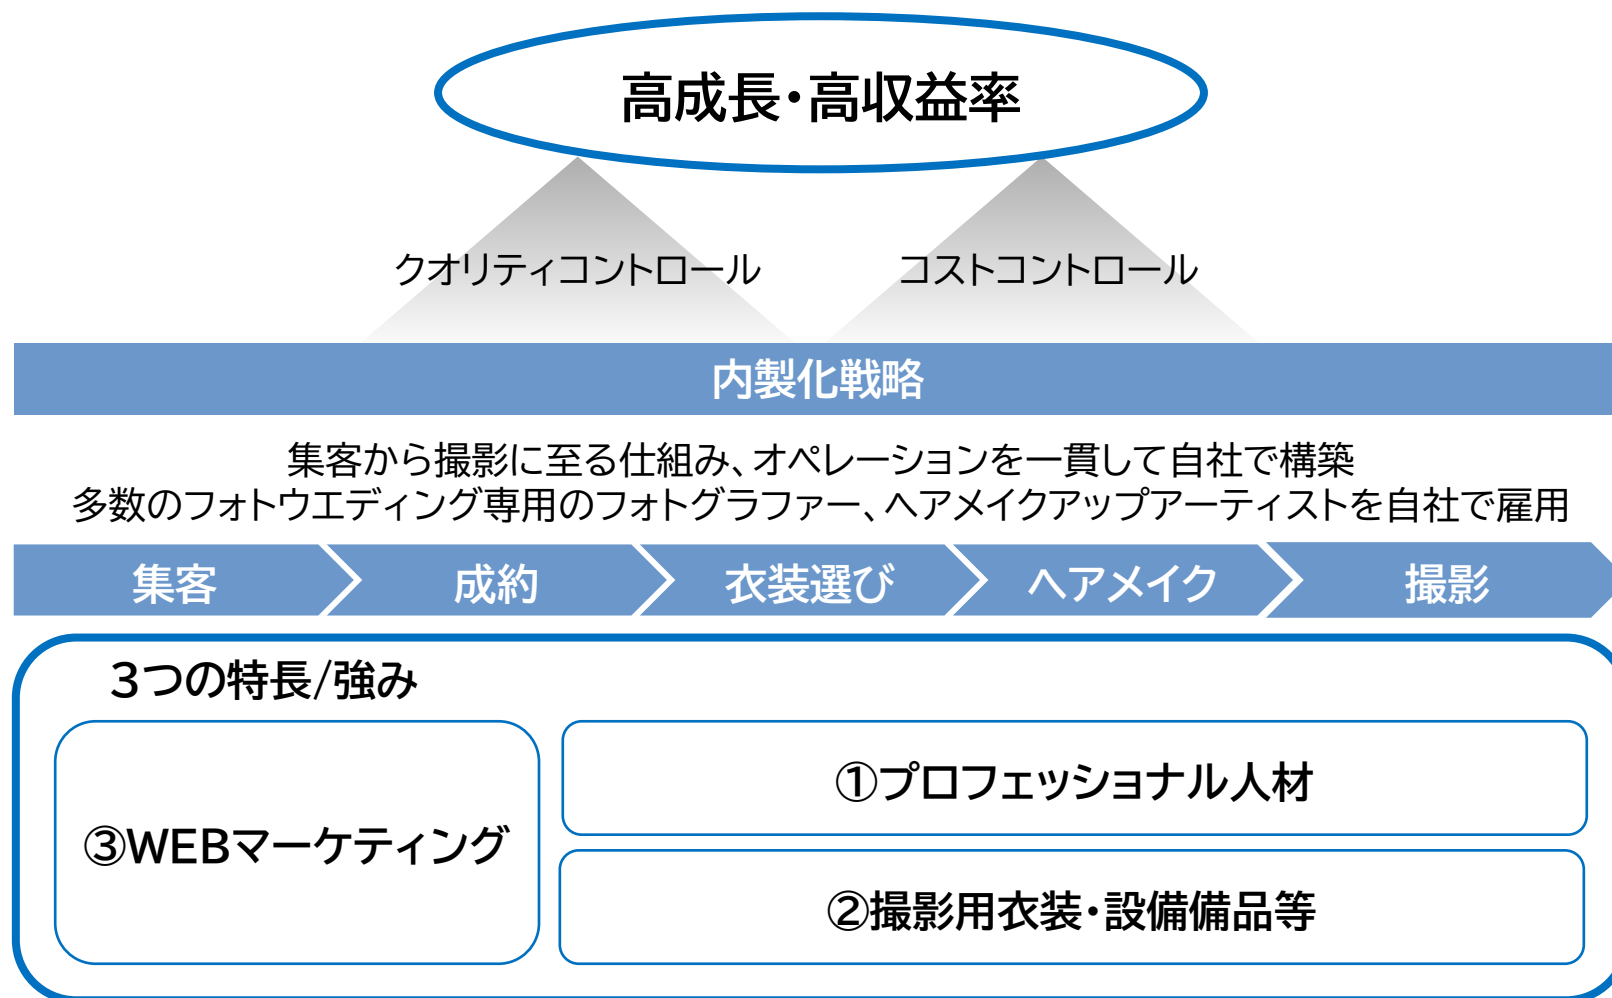 高成長・高収益率
クオリティコントロール
コストコントロール
内製化戦略
集客から撮影に至る仕組み、オペレーションを一貫して自社で構築
多数のフォトウエディング専用のフォトグラファー、ヘアメイクアップアーティストを自社で雇用
集客
成約
衣装選び
ヘアメイク
撮影
３つの特長/強み
③WEBマーケティング
①プロフェッショナル人材
②撮影用衣装・設備備品等